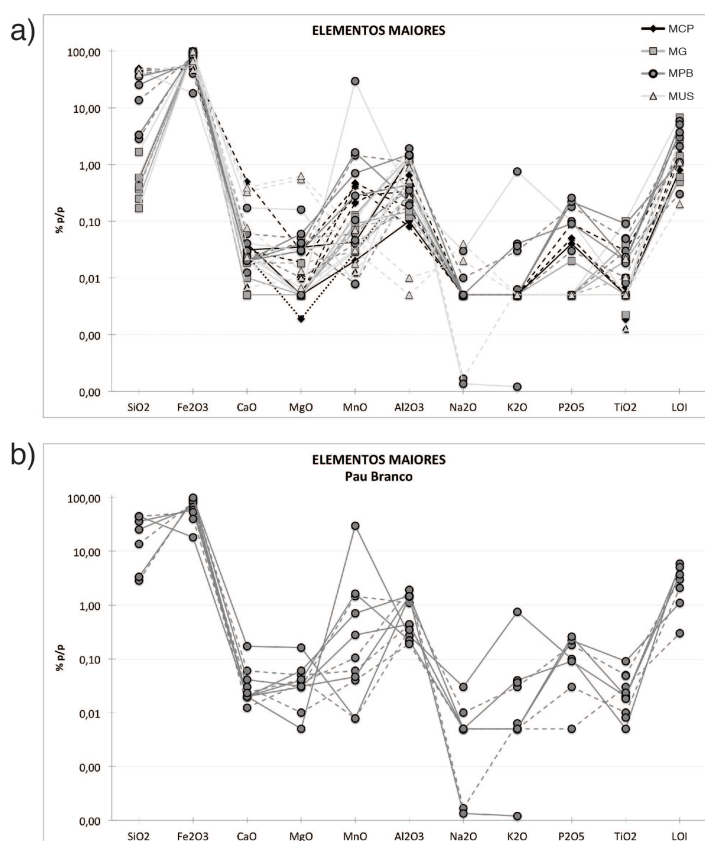 a)
ELEMENTOS MAIORES
MCP
MG
MPB
MUS
% p/p
100,00
10,00
1,00
0,10
0,01
0,00
0,00
SiO2 Fe2O3 CaO MgO MnO Al2O3 Na2O K2O P2O5 TiO2 LOI
b)
ELEMENTOS MAIORES
Pau Branco
% p/p
100,00
10,00
1,00
0,10
0,01
0,00
0,00
SiO2 Fe2O3 CaO MgO MnO Al2O3 Na2O K2O P2O5 TiO2 LOI